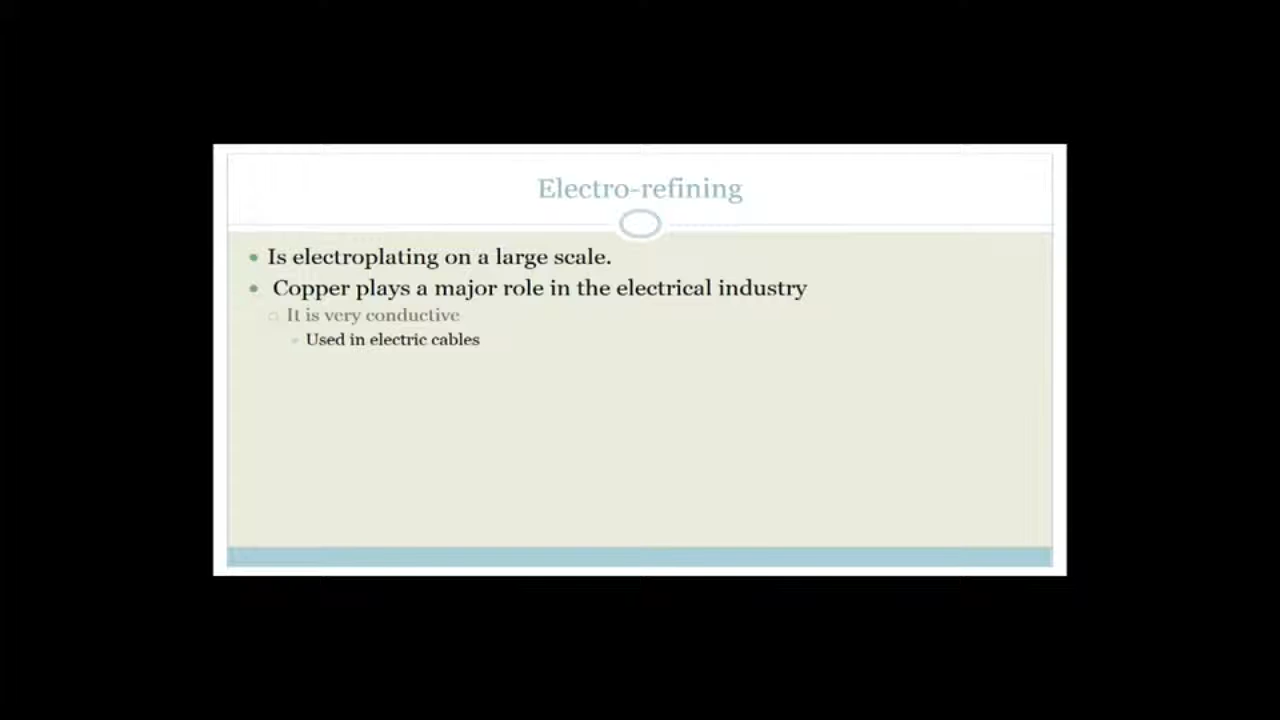 Electro-refining
Is electroplating on a large scale.
Copper plays a major role in the electrical industry
It is very conductive
Used in electric cables